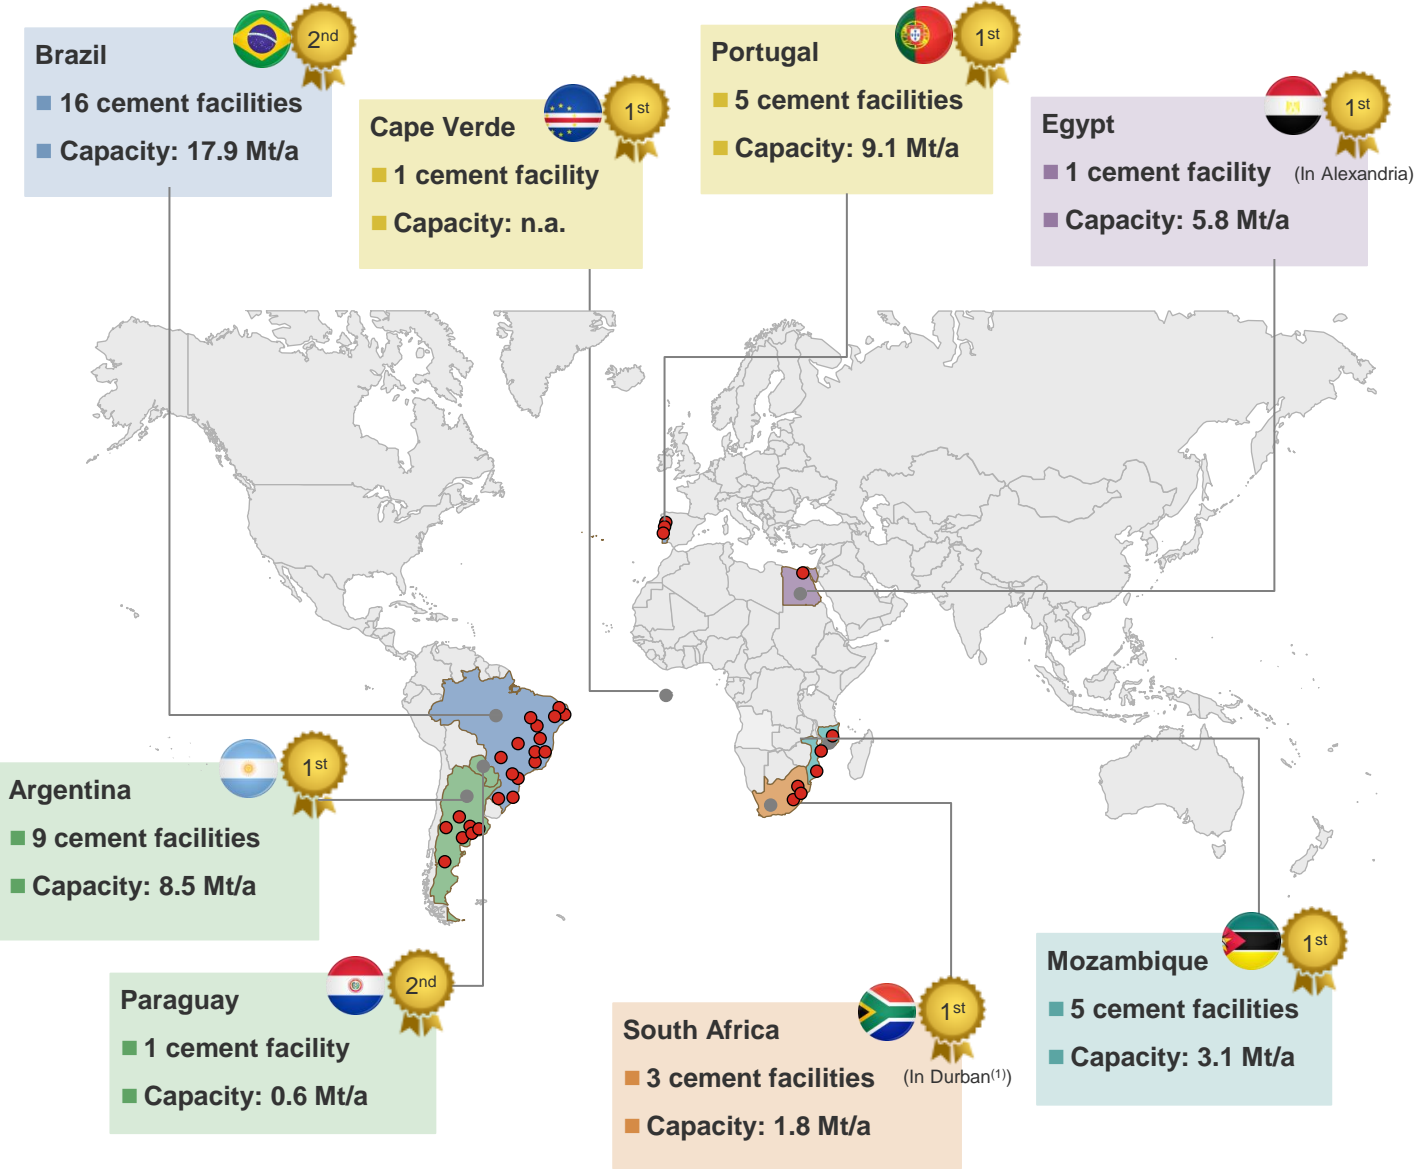 Brazil
2nd
16 cement facilities
Capacity: 17.9 Mt/a
Cape Verde
1st
1 cement facility
Capacity: n.a.
Portugal
1st
5 cement facilities
Capacity: 9.1 Mt/a
Egypt
1st
1 cement facility (In Alexandria)
Capacity: 5.8 Mt/a
Argentina
1st
9 cement facilities
Capacity: 8.5 Mt/a
Paraguay
2nd
1 cement facility
Capacity: 0.6 Mt/a
South Africa
1st
3 cement facilities (In Durban(1))
Capacity: 1.8 Mt/a
Mozambique
1st
5 cement facilities
Capacity: 3.1 Mt/a